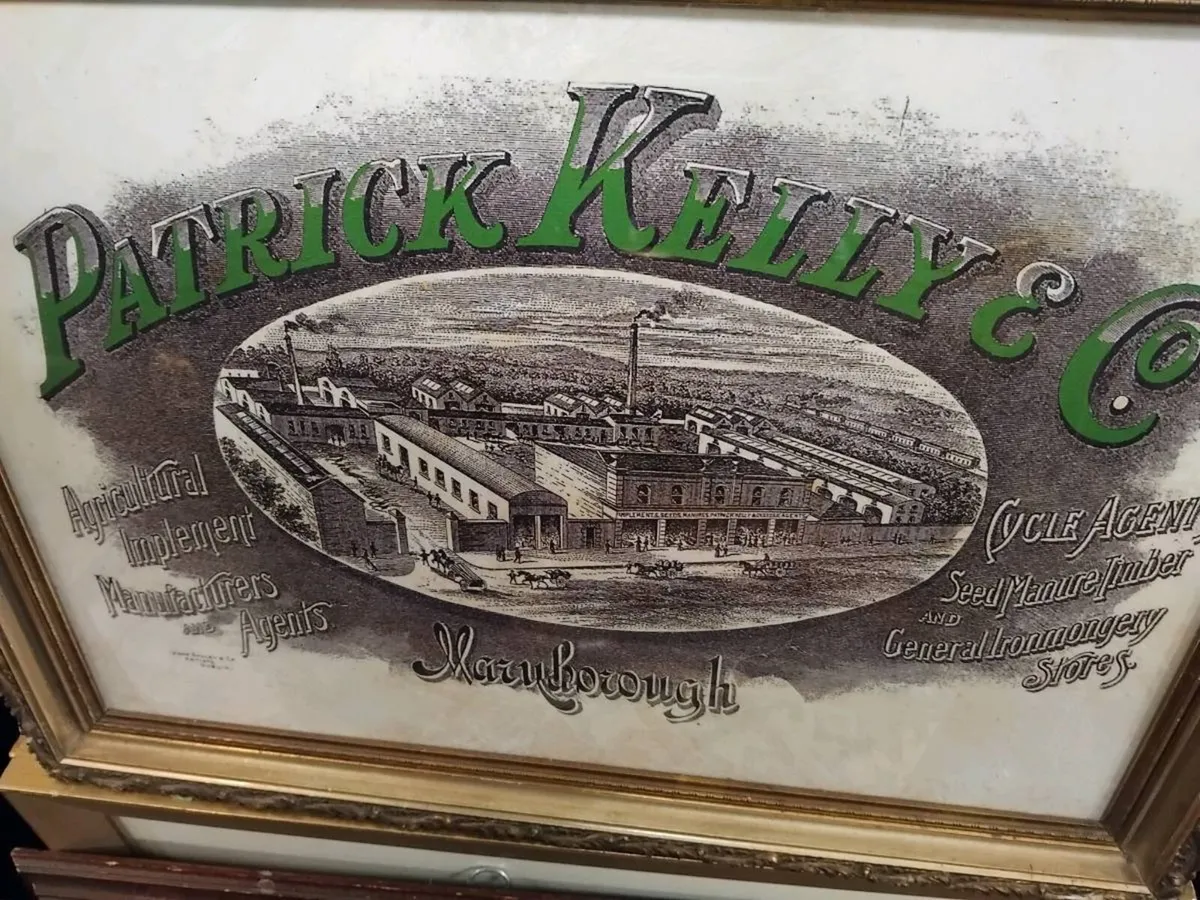 PATRICK KELLY & Co
Agricultural
Implement
Manufacturers
AND Agents
CYCLE AGENT
Seed Manure Timber
AND
General Ironmongery
Stores.
Maryborough